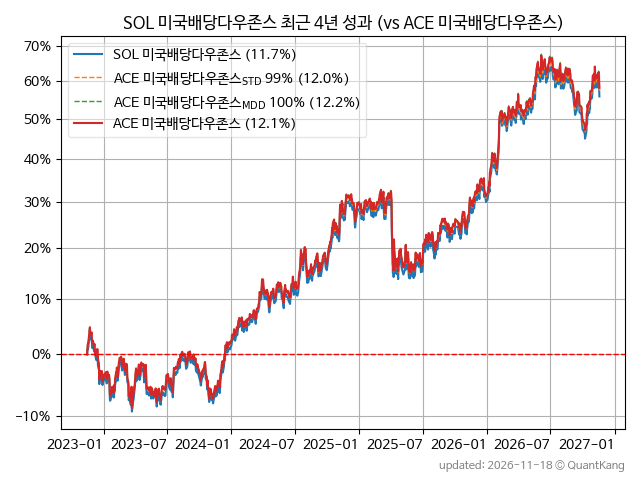 SOL 미국배당다우존스 최근 4년 성과 (vs ACE 미국배당다우존스)
70%
60%
50%
40%
30%
20%
10%
0%
−10%
SOL 미국배당다우존스 (11.7%)
ACE 미국배당다우존스STD 99% (12.0%)
ACE 미국배당다우존스MDD 100% (12.2%)
ACE 미국배당다우존스 (12.1%)
2023-01 2023-07 2024-01 2024-07 2025-01 2025-07 2026-01 2026-07 2027-01
updated: 2026-11-18 © QuantKang